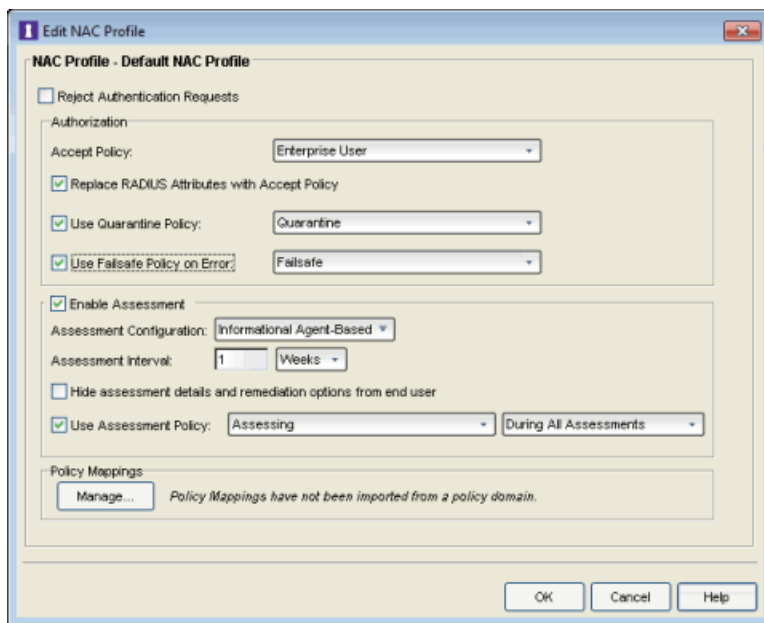 Edit NAC Profile
NAC Profile - Default NAC Profile
Reject Authentication Requests
Authorization
Accept Policy: Enterprise User
Replace RADIUS Attributes with Accept Policy
Use Quarantine Policy: Quarantine
Use Failsafe Policy on Error: Failsafe
Enable Assessment
Assessment Configuration: Informational Agent-Based
Assessment Interval: 1 Weeks
Hide assessment details and remediation options from end user
Use Assessment Policy: Assessing During All Assessments
Policy Mappings
Manage... Policy Mappings have not been imported from a policy domain.
OK Cancel Help